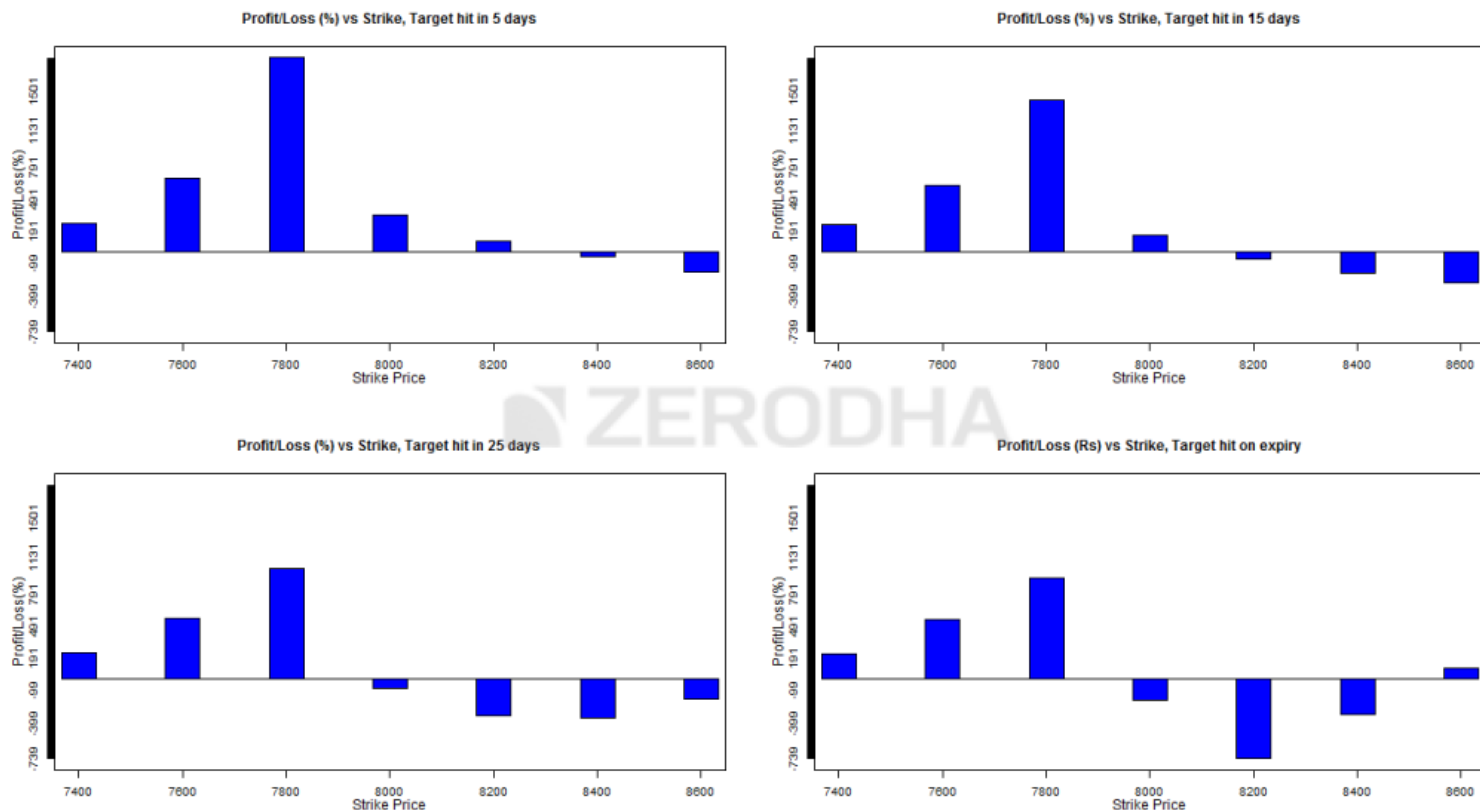 Profit/Loss (%) vs Strike, Target hit in 5 days
Profit/Loss(%)
1501
1131
791
491
191
-99
-399
-739
7400 7600 7800 8000 8200 8400 8600
Strike Price
Profit/Loss (%) vs Strike, Target hit in 15 days
Profit/Loss(%)
1501
1131
791
491
191
-99
-399
-739
7400 7600 7800 8000 8200 8400 8600
Strike Price
ZERODHA
Profit/Loss (%) vs Strike, Target hit in 25 days
Profit/Loss(%)
1501
1131
791
491
191
-99
-399
-739
7400 7600 7800 8000 8200 8400 8600
Strike Price
Profit/Loss (Rs) vs Strike, Target hit on expiry
Profit/Loss(%)
1501
1131
791
491
191
-99
-399
-739
7400 7600 7800 8000 8200 8400 8600
Strike Price